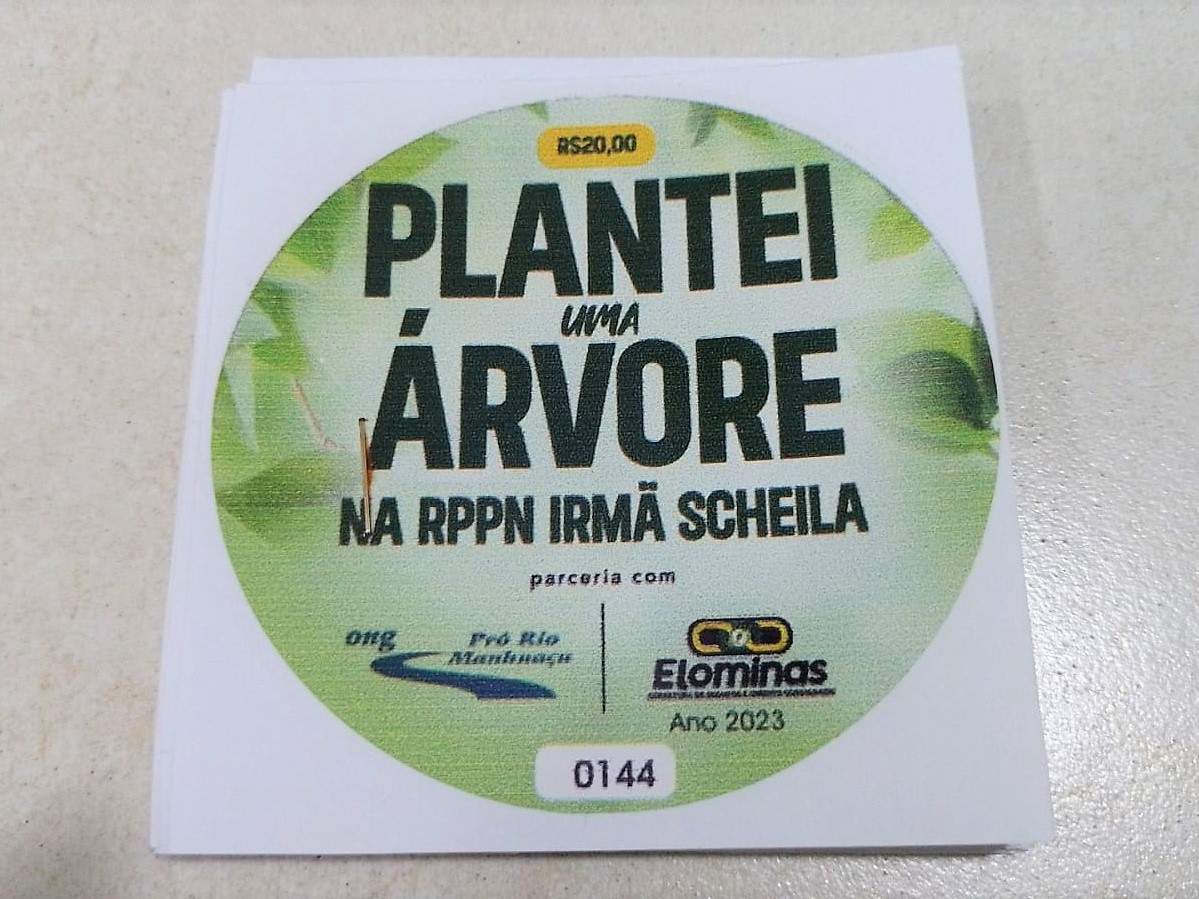 R$20,00
PLANTEI
UMA
ÁRVORE
NA RPPN IRMÃ SCHEILA
parceria com
ong Pró Rio
Manhuaçu
Elominas
Ano 2023
0144